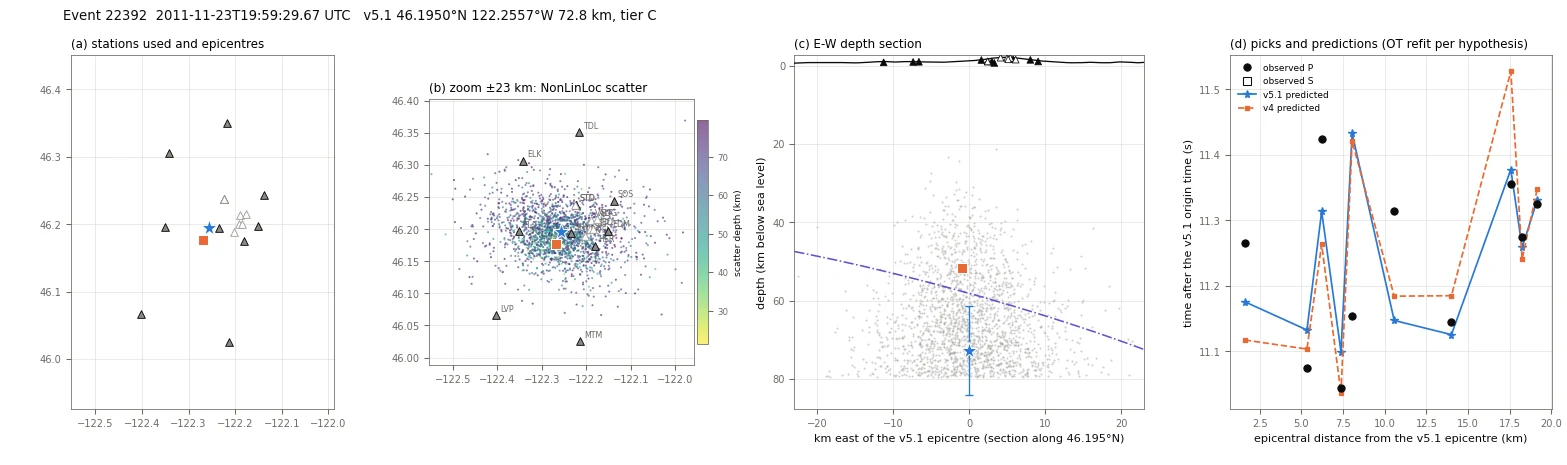 Event 22392 2011-11-23T19:59:29.67 UTC v5.1 46.1950°N 122.2557°W 72.8 km, tier C
(a) stations used and epicentres
46.4
46.3
46.2
46.1
46.0
−122.5 −122.4 −122.3 −122.2 −122.1 −122.0
(b) zoom ±23 km: NonLinLoc scatter
46.40
46.35
46.30
46.25
46.20
46.15
46.10
46.05
46.00
TDL
ELK
STD
SOS
LVP
MTM
−122.5 −122.4 −122.3 −122.2 −122.1 −122.0
70
60
50
40
30
scatter depth (km)
(c) E-W depth section
0
20
40
60
80
depth (km below sea level)
−20 −10 0 10 20
km east of the v5.1 epicentre (section along 46.195°N)
(d) picks and predictions (OT refit per hypothesis)
observed P
observed S
v5.1 predicted
v4 predicted
11.5
11.4
11.3
11.2
11.1
time after the v5.1 origin time (s)
2.5 5.0 7.5 10.0 12.5 15.0 17.5 20.0
epicentral distance from the v5.1 epicentre (km)